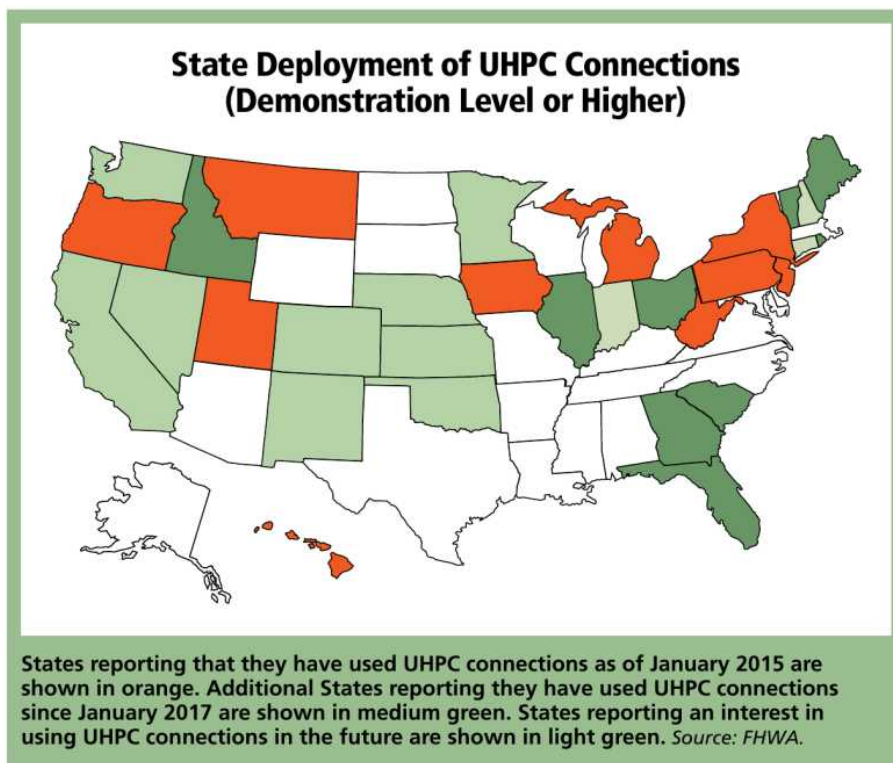 State Deployment of UHPC Connections
(Demonstration Level or Higher)
States reporting that they have used UHPC connections as of January 2015 are
shown in orange. Additional States reporting they have used UHPC connections
since January 2017 are shown in medium green. States reporting an interest in
using UHPC connections in the future are shown in light green. Source: FHWA.